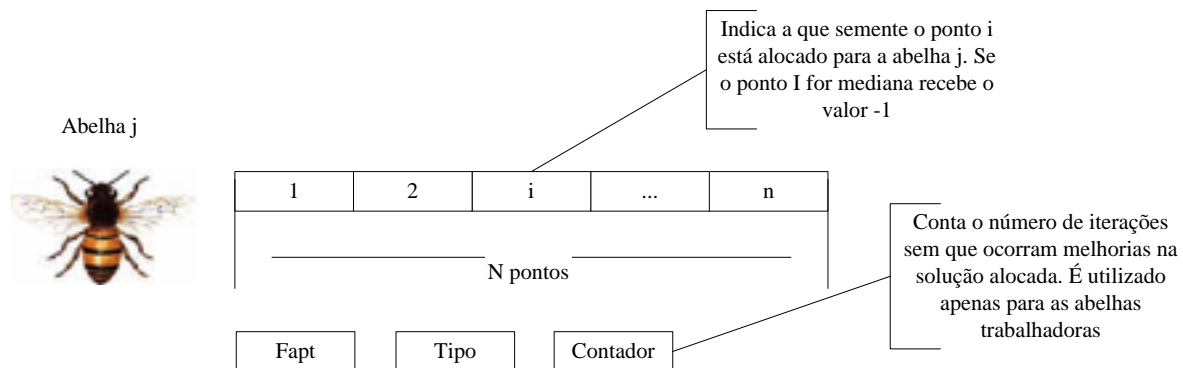 Indica a que semente o ponto i
está alocado para a abelha j. Se
o ponto I for mediana recebe o
valor -1
Abelha j
1 2 i ... n
N pontos
Conta o número de iterações
sem que ocorram melhorias na
solução alocada. É utilizado
apenas para as abelhas
trabalhadoras
Fapt Tipo Contador